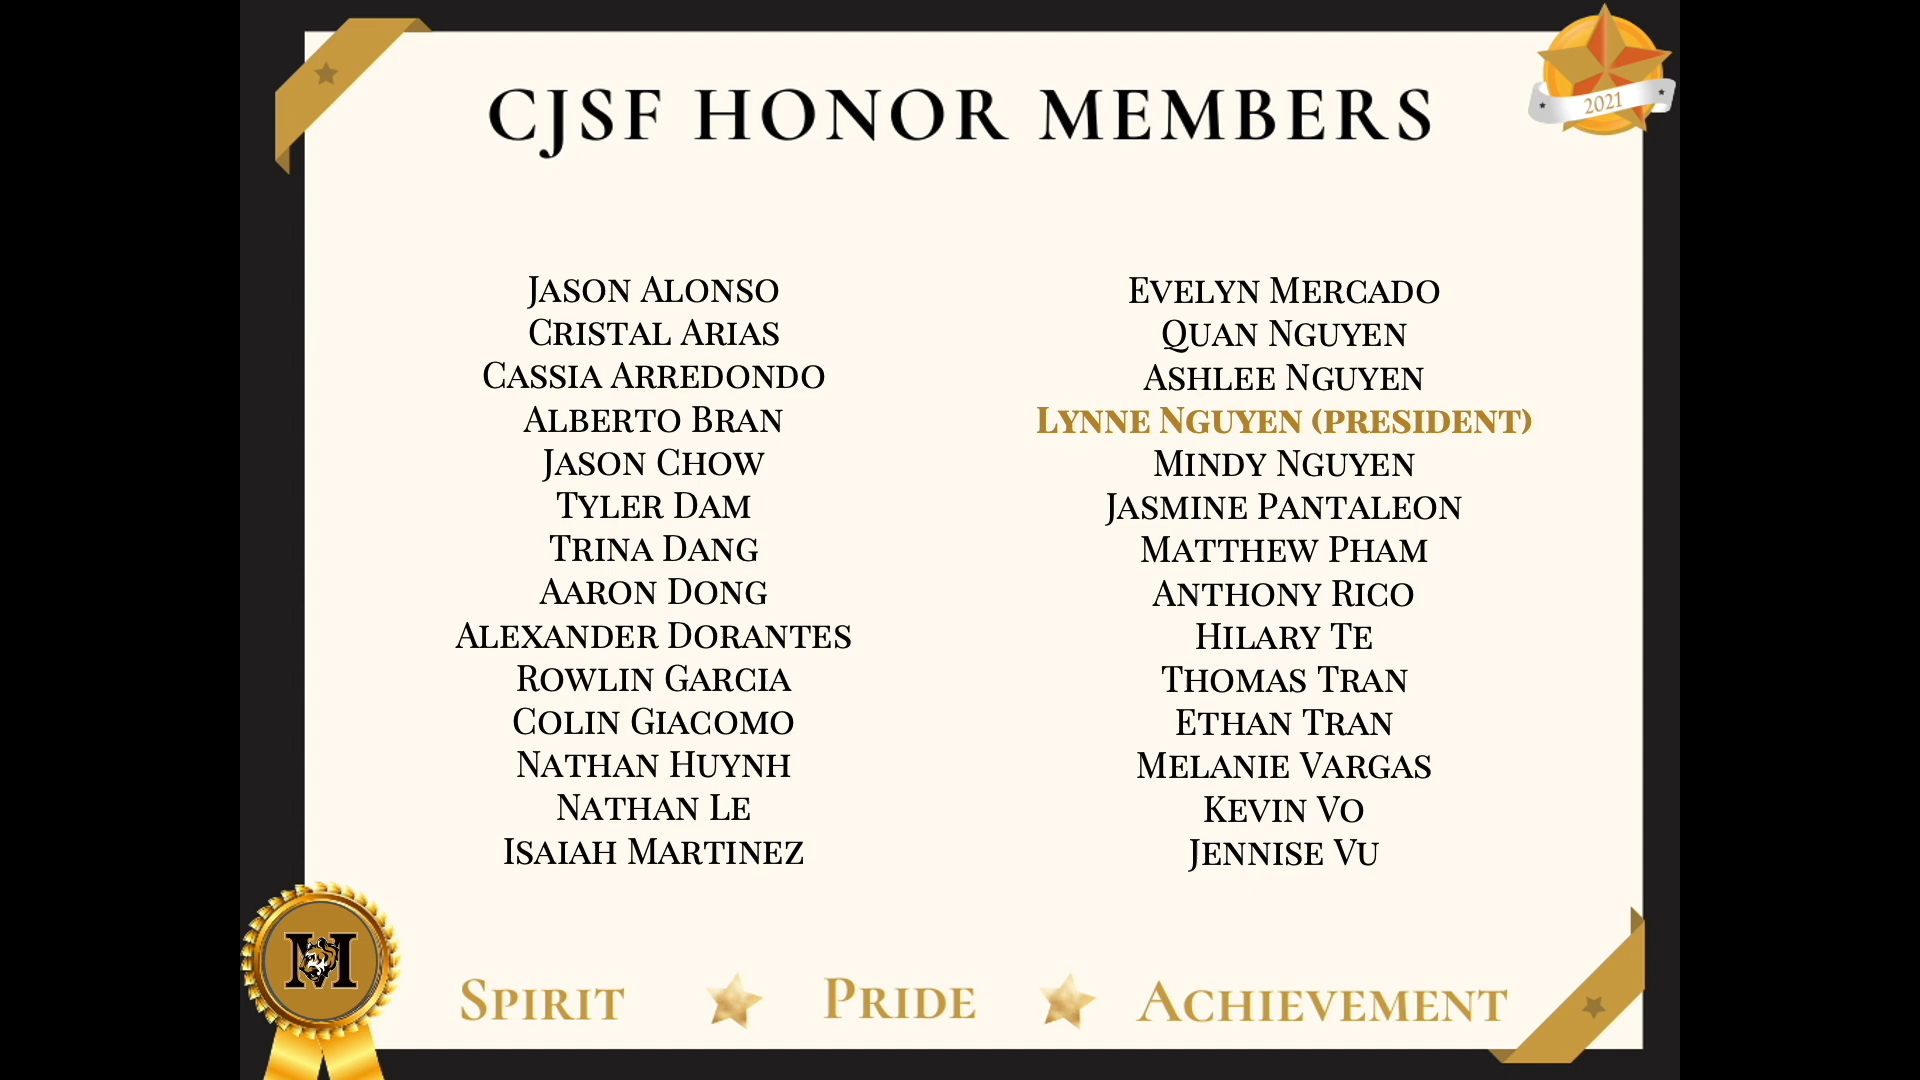 CJSF HONOR MEMBERS
2021
Jason Alonso
Cristal Arias
Cassia Arredondo
Alberto Bran
Jason Chow
Tyler Dam
Trina Dang
Aaron Dong
Alexander Dorantes
Rowlin Garcia
Colin Giacomo
Nathan Huynh
Nathan Le
Isaiah Martinez
Evelyn Mercado
Quan Nguyen
Ashlee Nguyen
Lynne Nguyen (president)
Mindy Nguyen
Jasmine Pantaleon
Matthew Pham
Anthony Rico
Hilary Te
Thomas Tran
Ethan Tran
Melanie Vargas
Kevin Vo
Jennise Vu
M
Spirit Pride Achievement